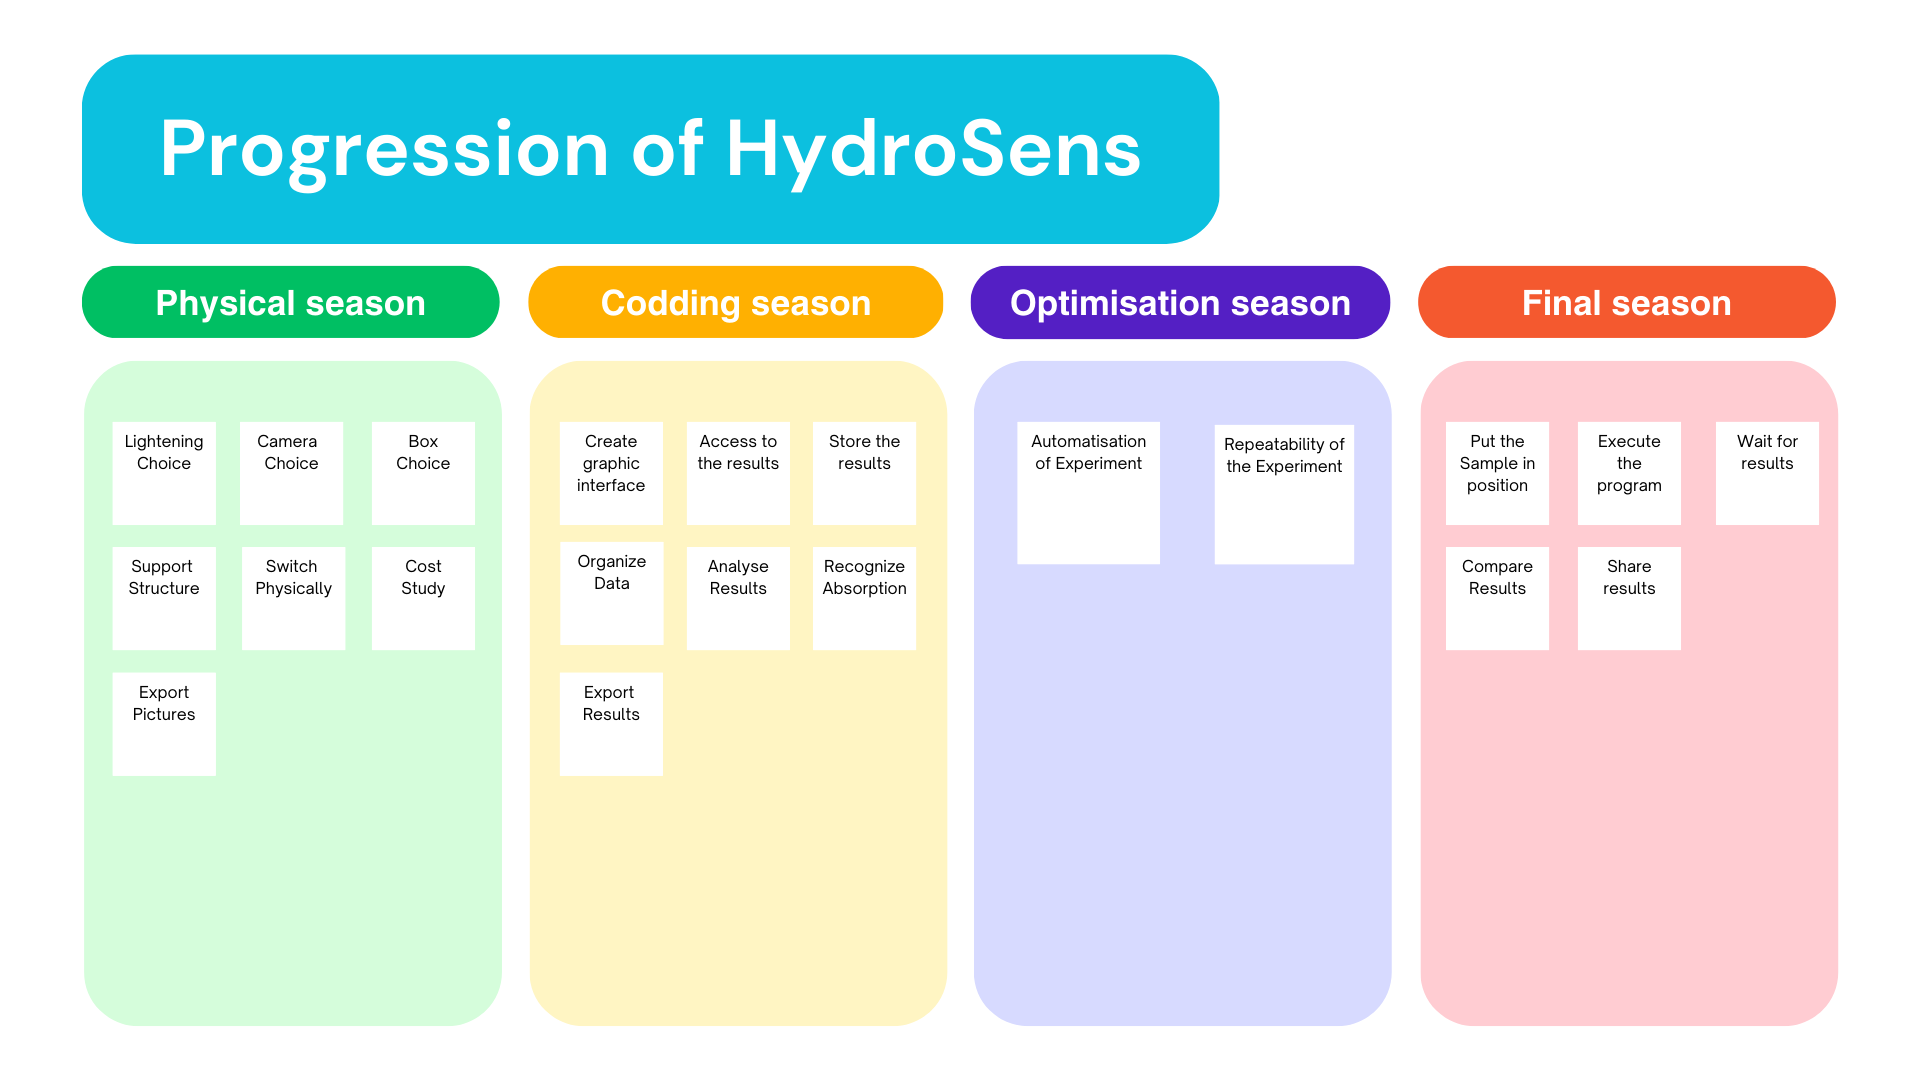 Progression of HydroSens
Physical season
Codding season
Optimisation season
Final season
Lightening
Choice
Camera
Choice
Box
Choice
Support
Structure
Switch
Physically
Cost
Study
Export
Pictures
Create
graphic
interface
Access to
the results
Store the
results
Organize
Data
Analyse
Results
Recognize
Absorption
Export
Results
Automatisation
of Experiment
Repeatability of
the Experiment
Put the
Sample in
position
Execute
the
program
Wait for
results
Compare
Results
Share
results